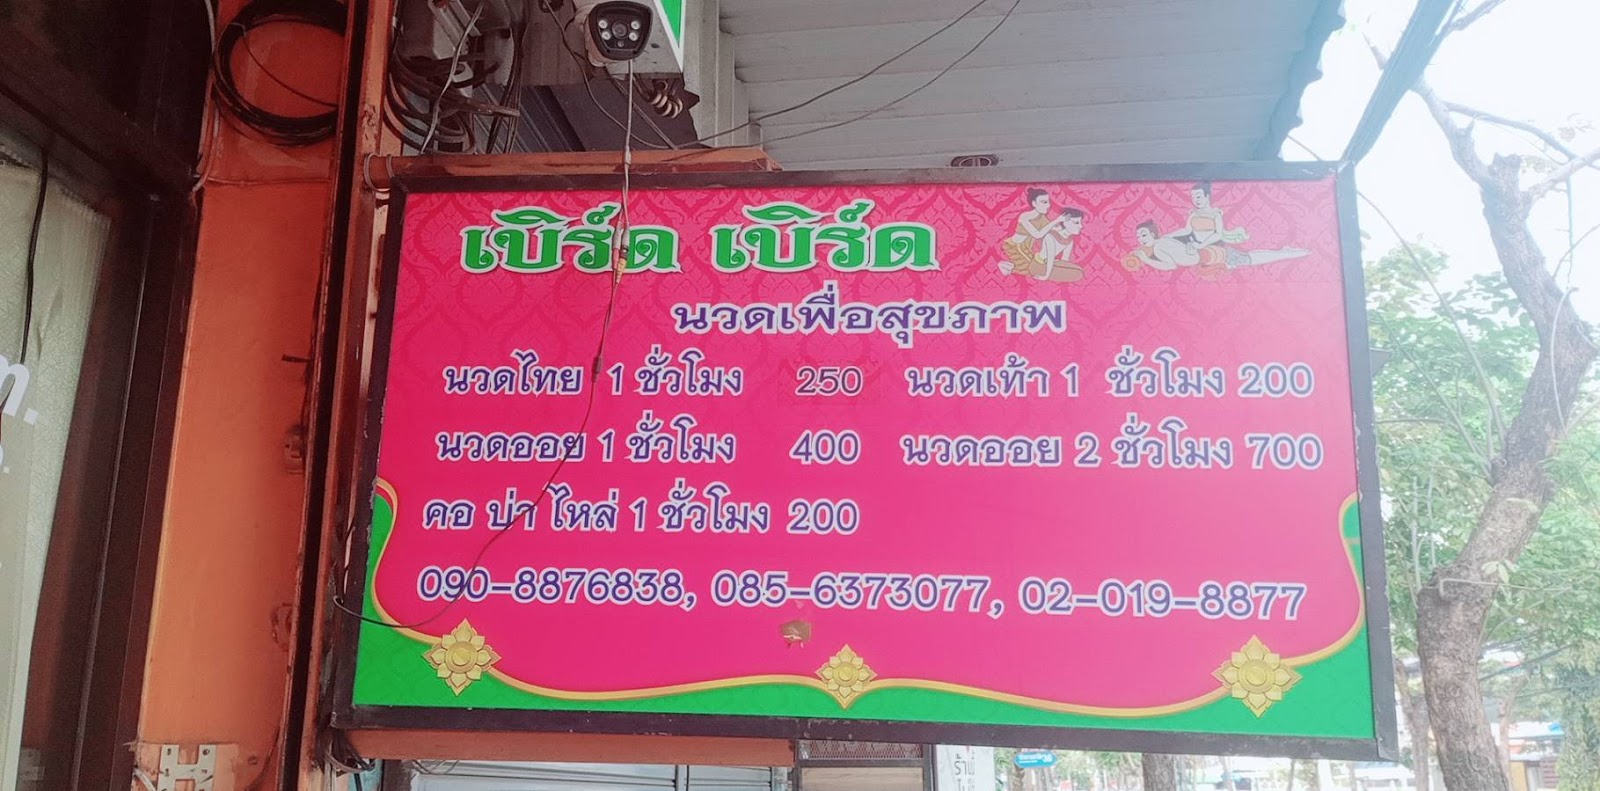 เบิร์ด เบิร์ด
นวดเพื่อสุขภาพ
นวดไทย 1 ชั่วโมง 250 นวดเท้า 1 ชั่วโมง 200
นวดออย 1 ชั่วโมง 400 นวดออย 2 ชั่วโมง 700
คอ บ่า ไหล่ 1 ชั่วโมง 200
090-8876838, 085-6373077, 02-019-8877